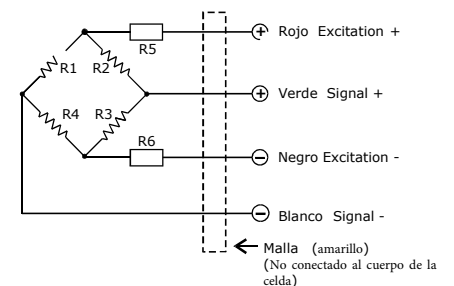 Rojo Excitation +
R5
R1 R2
Verde Signal +
R4 R3
R6
Negro Excitation -
Blanco Signal -
Malla (amarillo)
(No conectado al cuerpo de la
celda)